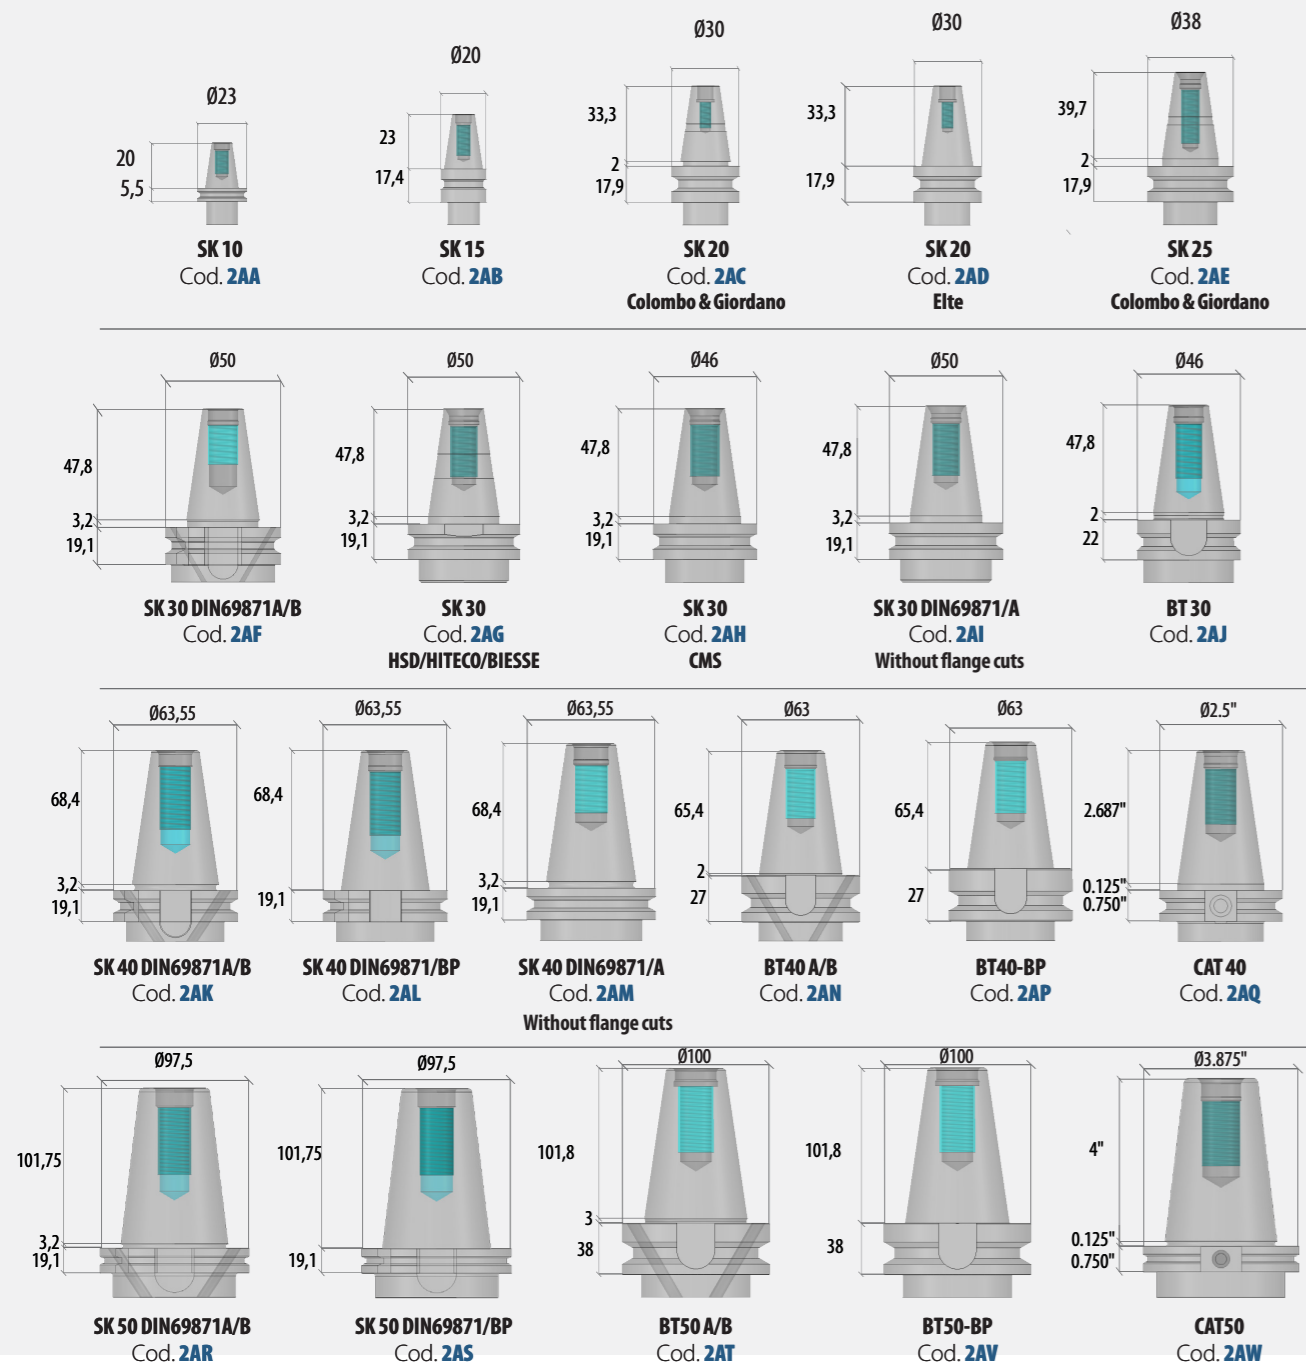 Ø23
Ø20
Ø30
Ø30
Ø38
20
5,5
23
17,4
33,3
2
17,9
33,3
17,9
39,7
2
17,9
SK 10
Cod. 2AA
SK 15
Cod. 2AB
SK 20
Cod. 2AC
Colombo & Giordano
SK 20
Cod. 2AD
Elte
SK 25
Cod. 2AE
Colombo & Giordano
Ø50
Ø50
Ø46
Ø50
Ø46
47,8
3,2
19,1
47,8
3,2
19,1
47,8
3,2
19,1
47,8
3,2
19,1
47,8
2
22
SK 30 DIN69871A/B
Cod. 2AF
SK 30
Cod. 2AG
HSD/HITECO/BIESSE
SK 30
Cod. 2AH
CMS
SK 30 DIN69871/A
Cod. 2AI
Without flange cuts
BT 30
Cod. 2AJ
Ø63,55
Ø63,55
Ø63,55
Ø63
Ø63
Ø2.5"
68,4
3,2
19,1
68,4
19,1
68,4
3,2
19,1
65,4
2
27
65,4
27
2.687"
0.125"
0.750"
SK 40 DIN69871A/B
Cod. 2AK
SK 40 DIN69871/BP
Cod. 2AL
SK 40 DIN69871/A
Cod. 2AM
Without flange cuts
BT40 A/B
Cod. 2AN
BT40-BP
Cod. 2AP
CAT 40
Cod. 2AQ
Ø97,5
Ø97,5
Ø100
Ø100
Ø3.875"
101,75
3,2
19,1
101,75
19,1
101,8
3
38
101,8
38
4"
0.125"
0.750"
SK 50 DIN69871A/B
Cod. 2AR
SK 50 DIN69871/BP
Cod. 2AS
BT50 A/B
Cod. 2AT
BT50-BP
Cod. 2AV
CAT50
Cod. 2AW